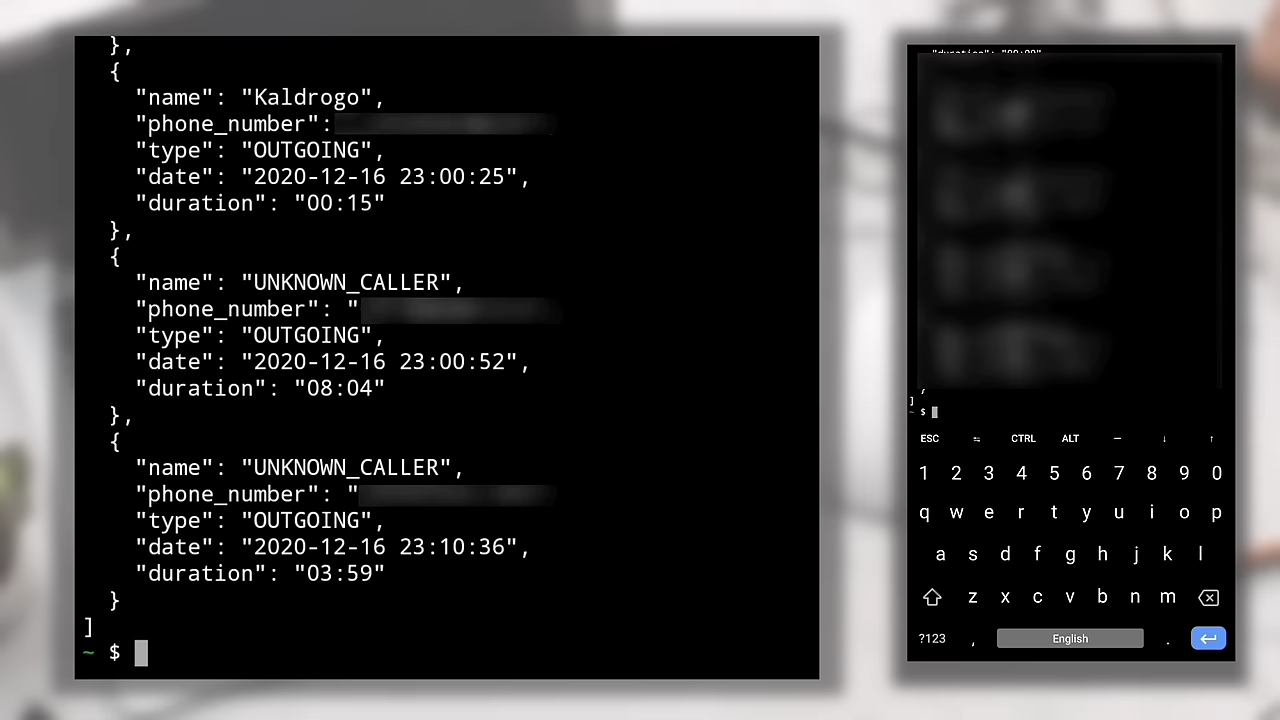 },
{
"name": "Kaldrogo",
"phone_number":
"type": "OUTGOING",
"date": "2020-12-16 23:00:25",
"duration": "00:15"
},
{
"name": "UNKNOWN_CALLER",
"phone_number": "
"type": "OUTGOING",
"date": "2020-12-16 23:00:52",
"duration": "08:04"
},
{
"name": "UNKNOWN_CALLER",
"phone_number": "
"type": "OUTGOING",
"date": "2020-12-16 23:10:36",
"duration": "03:59"
}
]
~ $
}
]
~ $
ESC ⇆ CTRL ALT — ↓ ↑
1 2 3 4 5 6 7 8 9 0
q w e r t y u i o p
a s d f g h j k l
z x c v b n m
?123 , English .